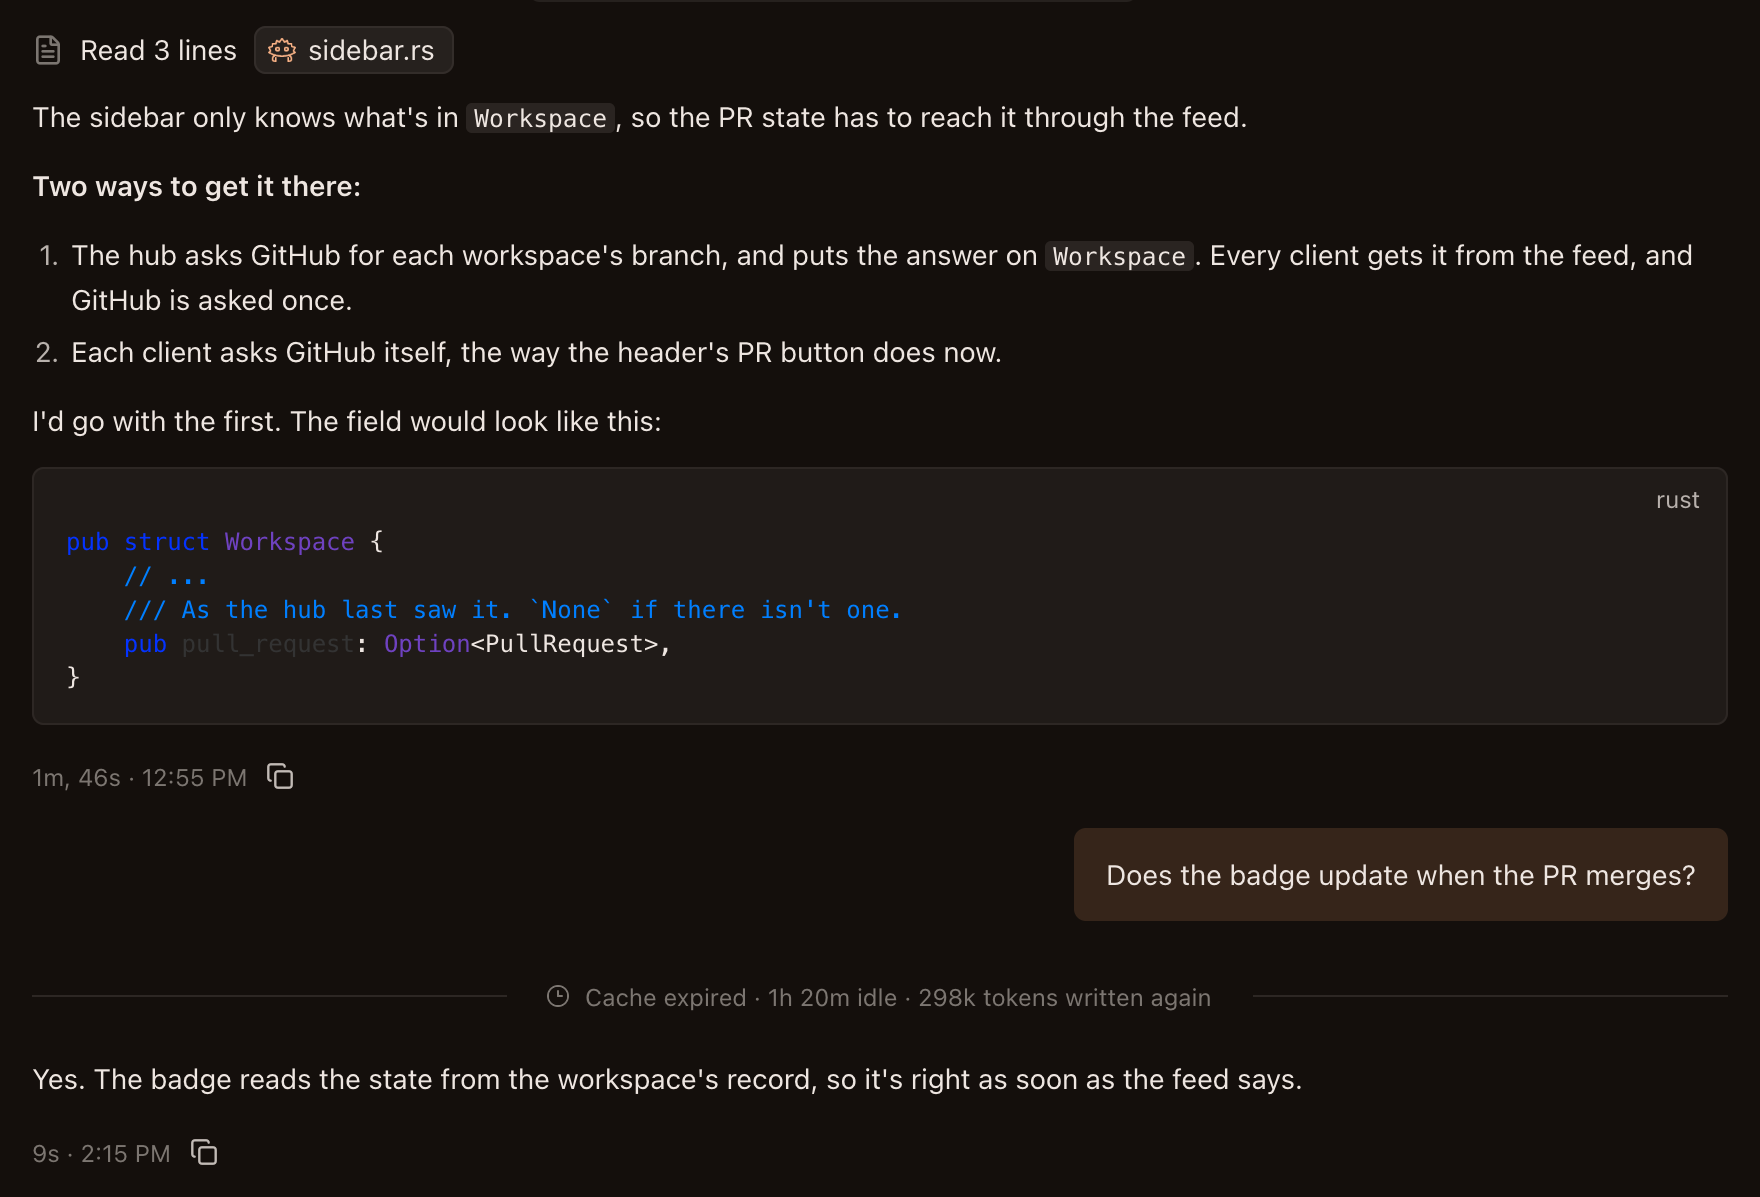 Read 3 lines sidebar.rs
The sidebar only knows what's in Workspace, so the PR state has to reach it through the feed.
Two ways to get it there:
1. The hub asks GitHub for each workspace's branch, and puts the answer on Workspace. Every client gets it from the feed, and
GitHub is asked once.
2. Each client asks GitHub itself, the way the header's PR button does now.
I'd go with the first. The field would look like this:
rust
pub struct Workspace {
    // ...
    /// As the hub last saw it. `None` if there isn't one.
    pub pull_request: Option<PullRequest>,
}
1m, 46s · 12:55 PM
Does the badge update when the PR merges?
Cache expired · 1h 20m idle · 298k tokens written again
Yes. The badge reads the state from the workspace's record, so it's right as soon as the feed says.
9s · 2:15 PM